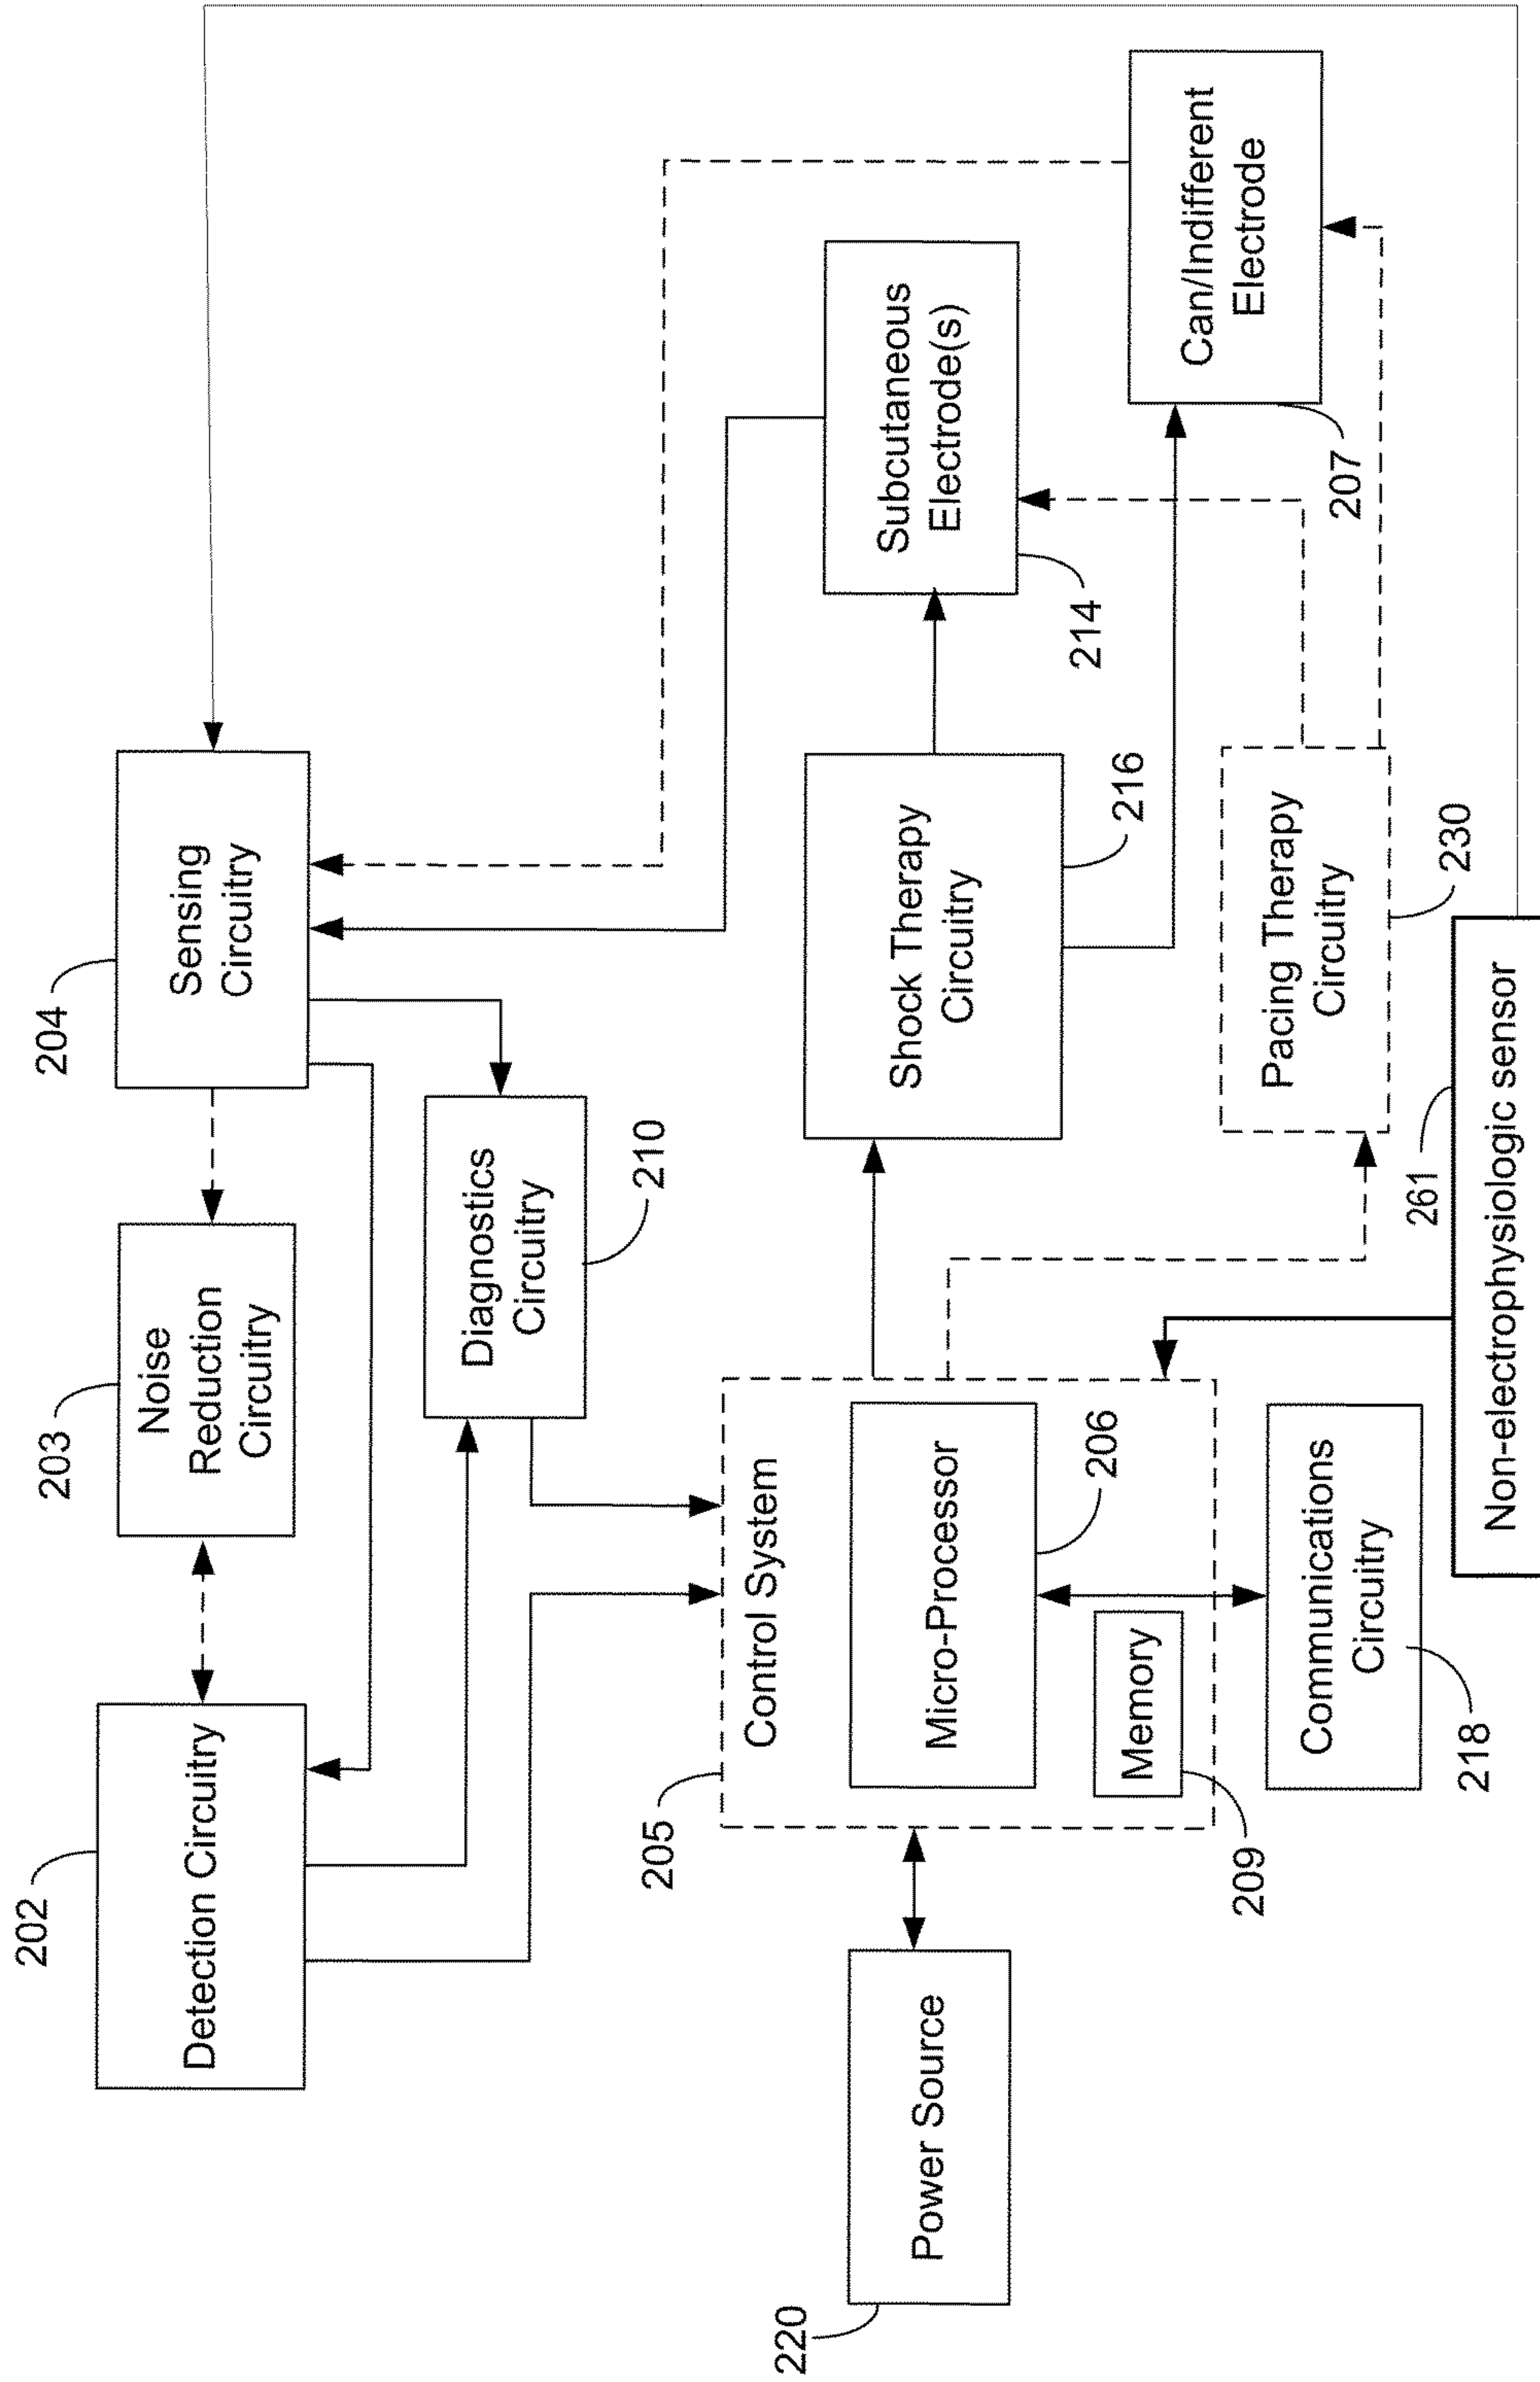 202
Detection Circuitry
203
Noise
Reduction
Circuitry
204
Sensing
Circuitry
Diagnostics
Circuitry
210
205
Control System
Micro-Processor
206
Memory
209
220
Power Source
Communications
Circuitry
218
Shock Therapy
Circuitry
216
Subcutaneous
Electrode(s)
214
Pacing Therapy
Circuitry
230
Can/Indifferent
Electrode
207
261
Non-electrophysiologic sensor